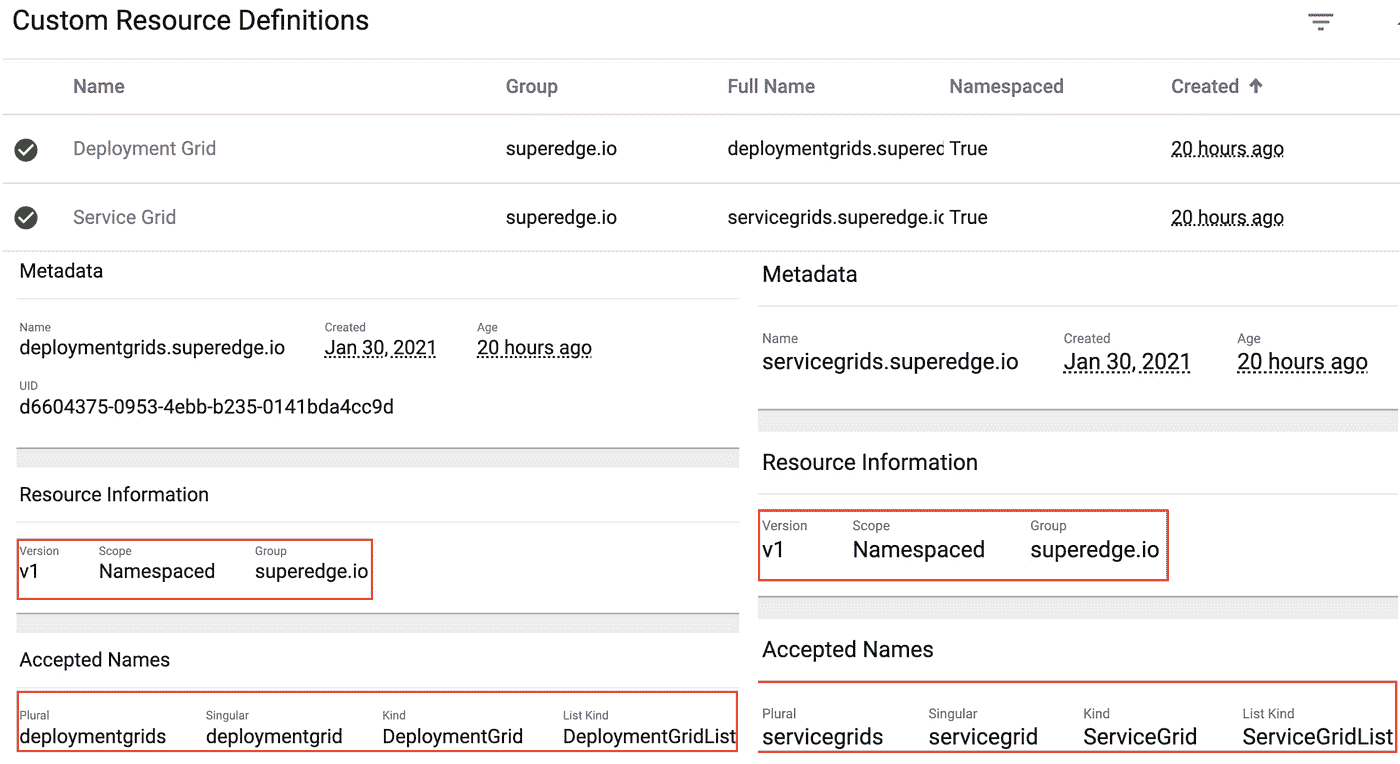 Custom Resource Definitions
Name Group Full Name Namespaced Created
Deployment Grid superedge.io deploymentgrids.supered True 20 hours ago
Service Grid superedge.io servicegrids.superedge.io True 20 hours ago
Metadata
Name Created Age
deploymentgrids.superedge.io Jan 30, 2021 20 hours ago
UID
d6604375-0953-4ebb-b235-0141bda4cc9d
Resource Information
Version Scope Group
v1 Namespaced superedge.io
Accepted Names
Plural Singular Kind List Kind
deploymentgrids deploymentgrid DeploymentGrid DeploymentGridList
Metadata
Name Created Age
servicegrids.superedge.io Jan 30, 2021 20 hours ago
Resource Information
Version Scope Group
v1 Namespaced superedge.io
Accepted Names
Plural Singular Kind List Kind
servicegrids servicegrid ServiceGrid ServiceGridList